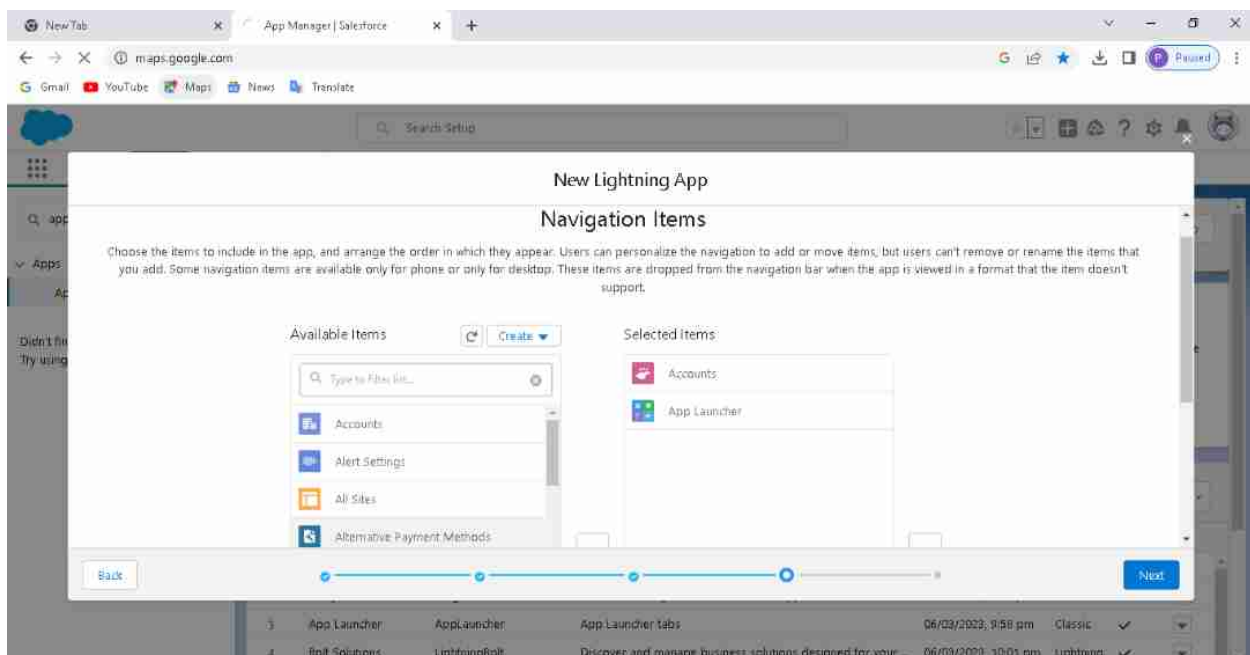 New Tab
App Manager | Salesforce
maps.google.com
Paused
Gmail YouTube Maps News Translate
Search Setup
New Lightning App
app
Navigation Items
Choose the items to include in the app, and arrange the order in which they appear. Users can personalize the navigation to add or move items, but users can't remove or rename the items that
you add. Some navigation items are available only for phone or only for desktop. These items are dropped from the navigation bar when the app is viewed in a format that the item doesn't
support.
Apps
Ap
Didn't fin
Try using
Available Items
Create
Selected Items
Type to filter list...
Accounts
Alert Settings
All Sites
Alternative Payment Methods
Accounts
App Launcher
Back
Next
3 App Launcher AppLauncher App Launcher tabs 06/03/2023, 9:58 pm Classic
4 Bolt Solutions LightningBolt Discover and manage business solutions designed for your 06/03/2023, 10:01 pm Lightning